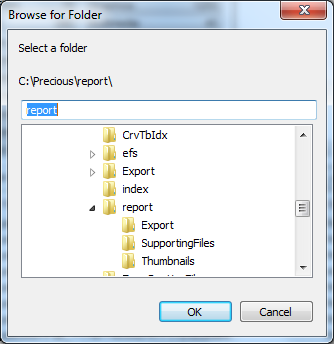 Browse for Folder
Select a folder
C:\Precious\report\
report
CrvTbIdx
efs
Export
index
report
Export
SupportingFiles
Thumbnails
OK
Cancel